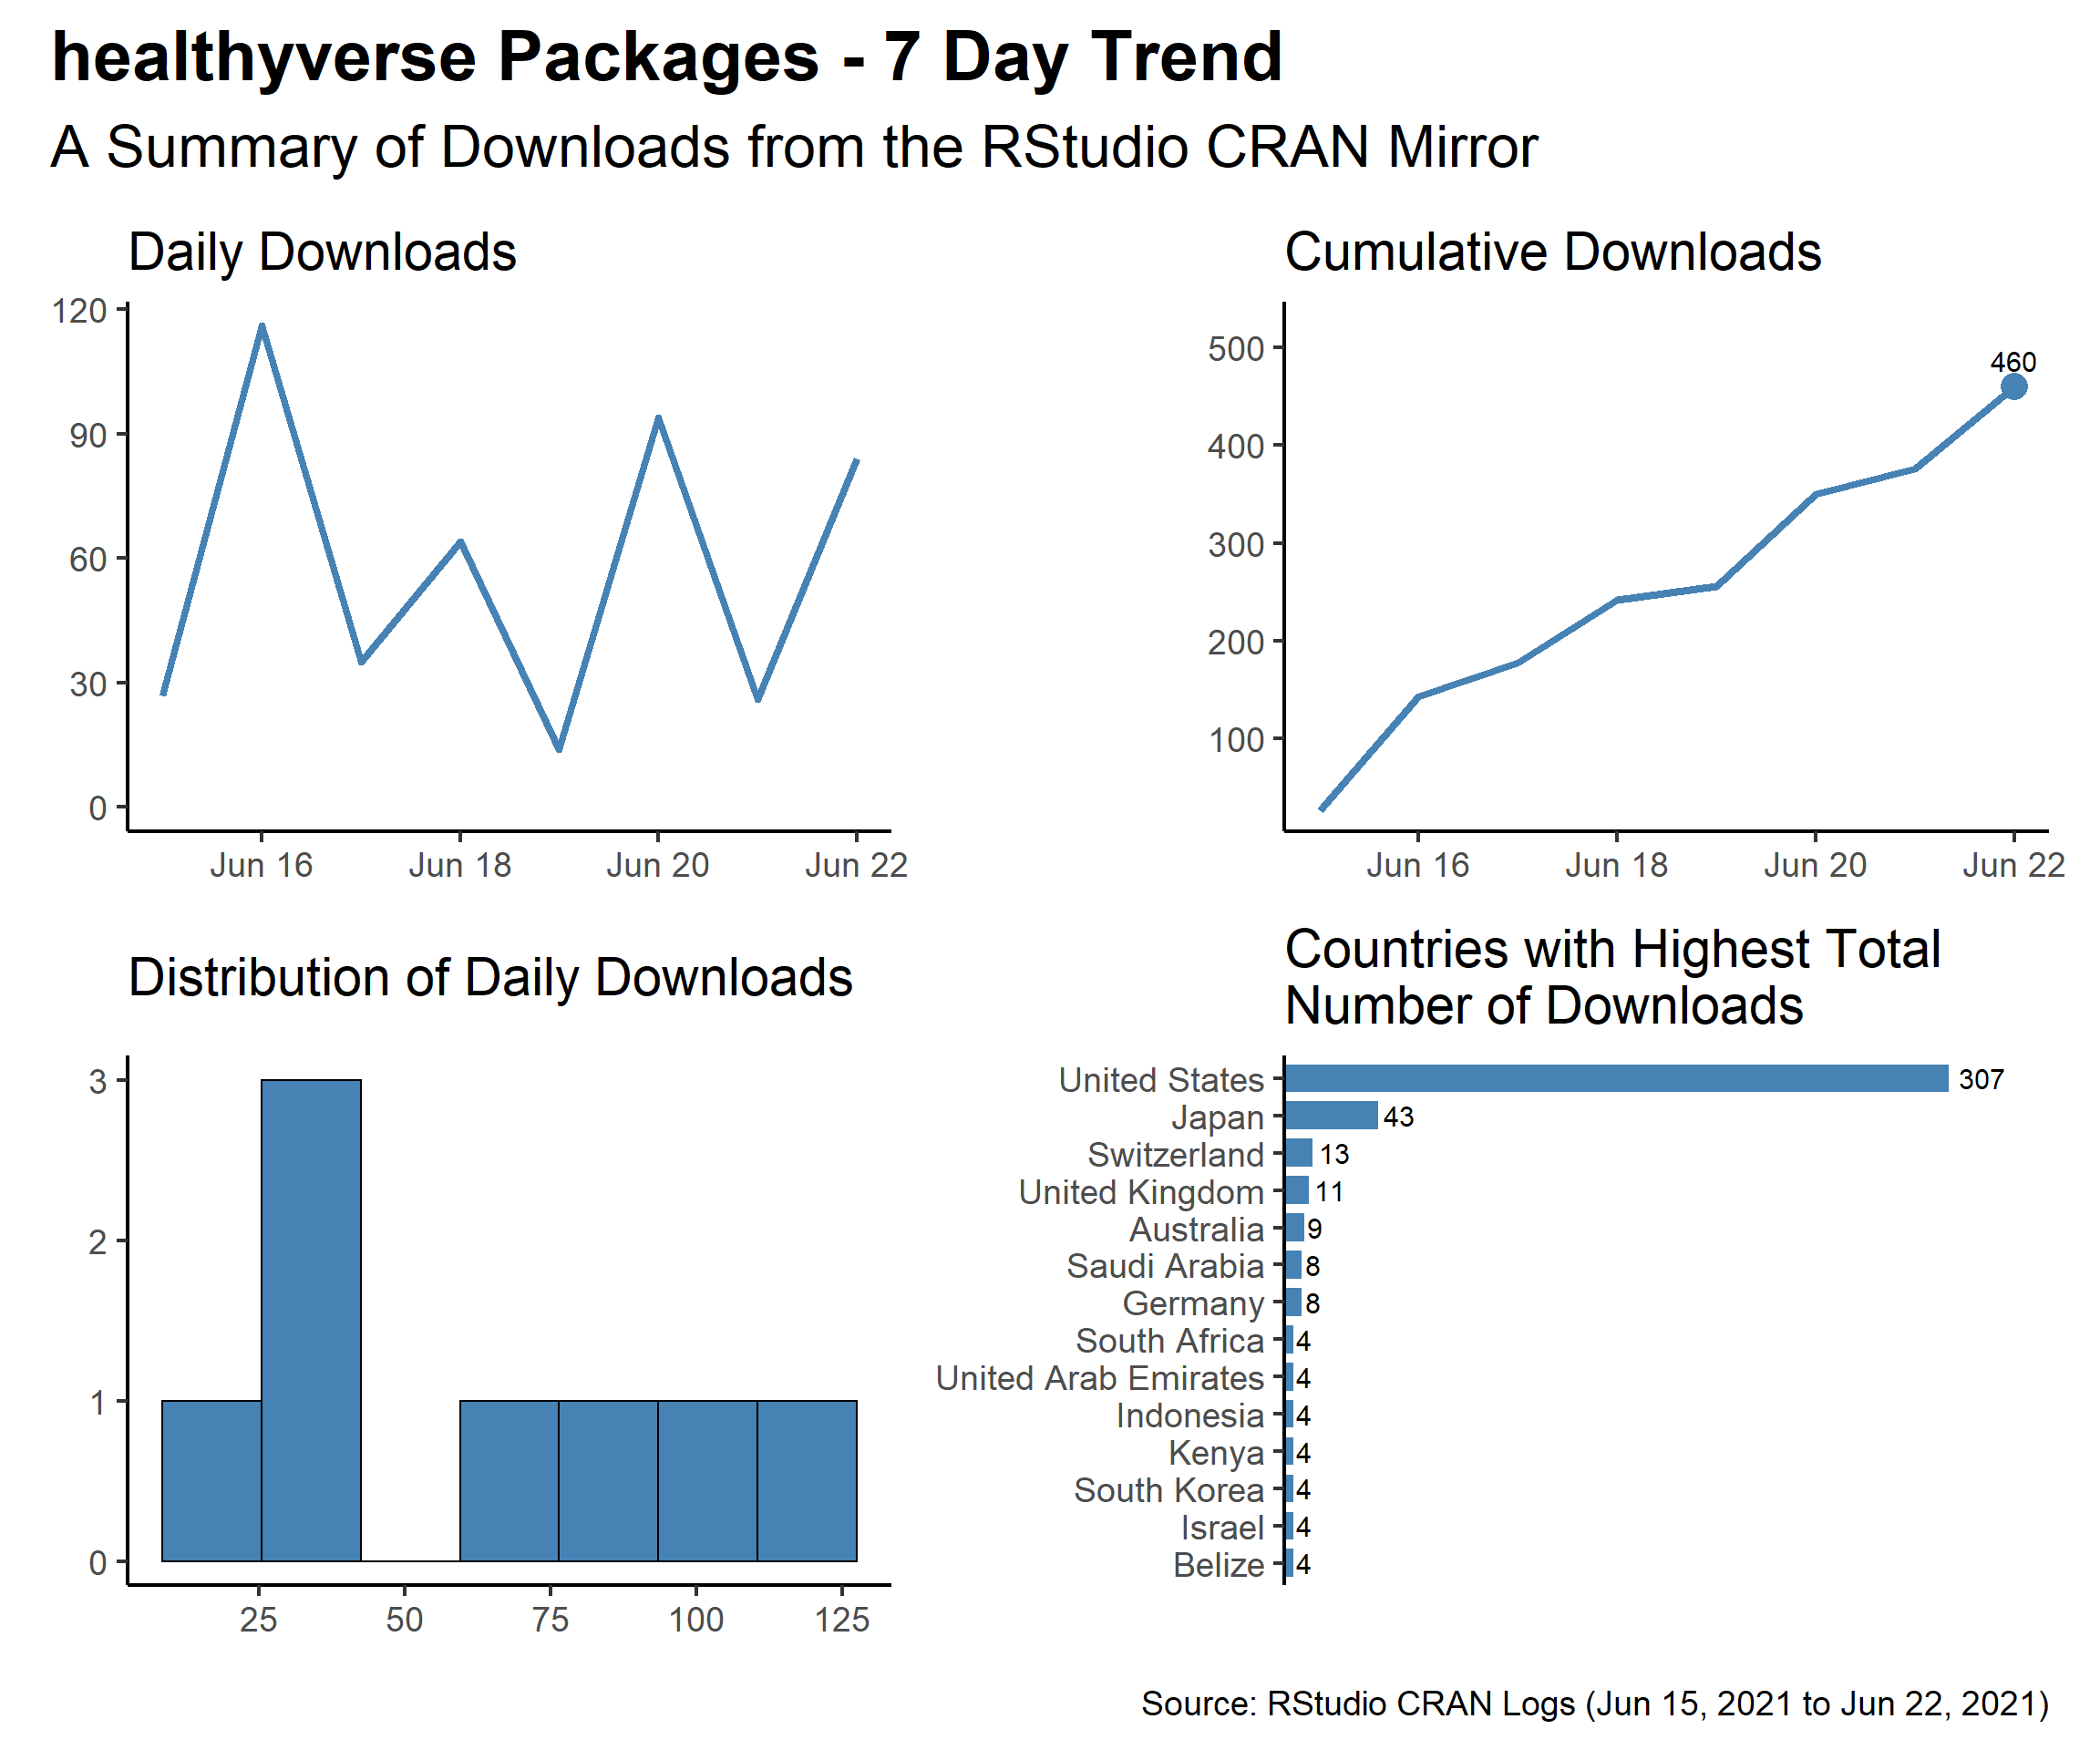 healthyverse Packages - 7 Day Trend
A Summary of Downloads from the RStudio CRAN Mirror
Daily Downloads
120
90
60
30
0
Jun 16 Jun 18 Jun 20 Jun 22
Cumulative Downloads
500
400
300
200
100
460
Jun 16 Jun 18 Jun 20 Jun 22
Distribution of Daily Downloads
3
2
1
0
25 50 75 100 125
Countries with Highest Total
Number of Downloads
United States 307
Japan 43
Switzerland 13
United Kingdom 11
Australia 9
Saudi Arabia 8
Germany 8
South Africa 4
United Arab Emirates 4
Indonesia 4
Kenya 4
South Korea 4
Israel 4
Belize 4
Source: RStudio CRAN Logs (Jun 15, 2021 to Jun 22, 2021)